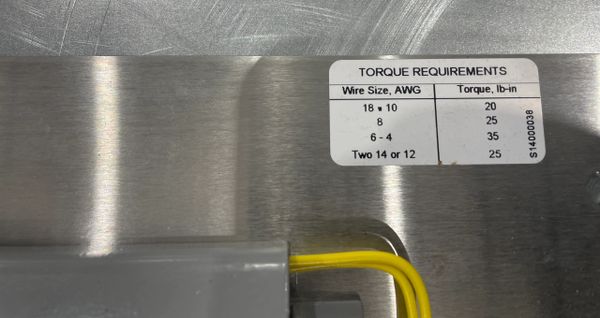 TORQUE REQUIREMENTS
Wire Size, AWG Torque, lb-in
18 - 10 20
8 25
6 - 4 35
Two 14 or 12 25
S14000038